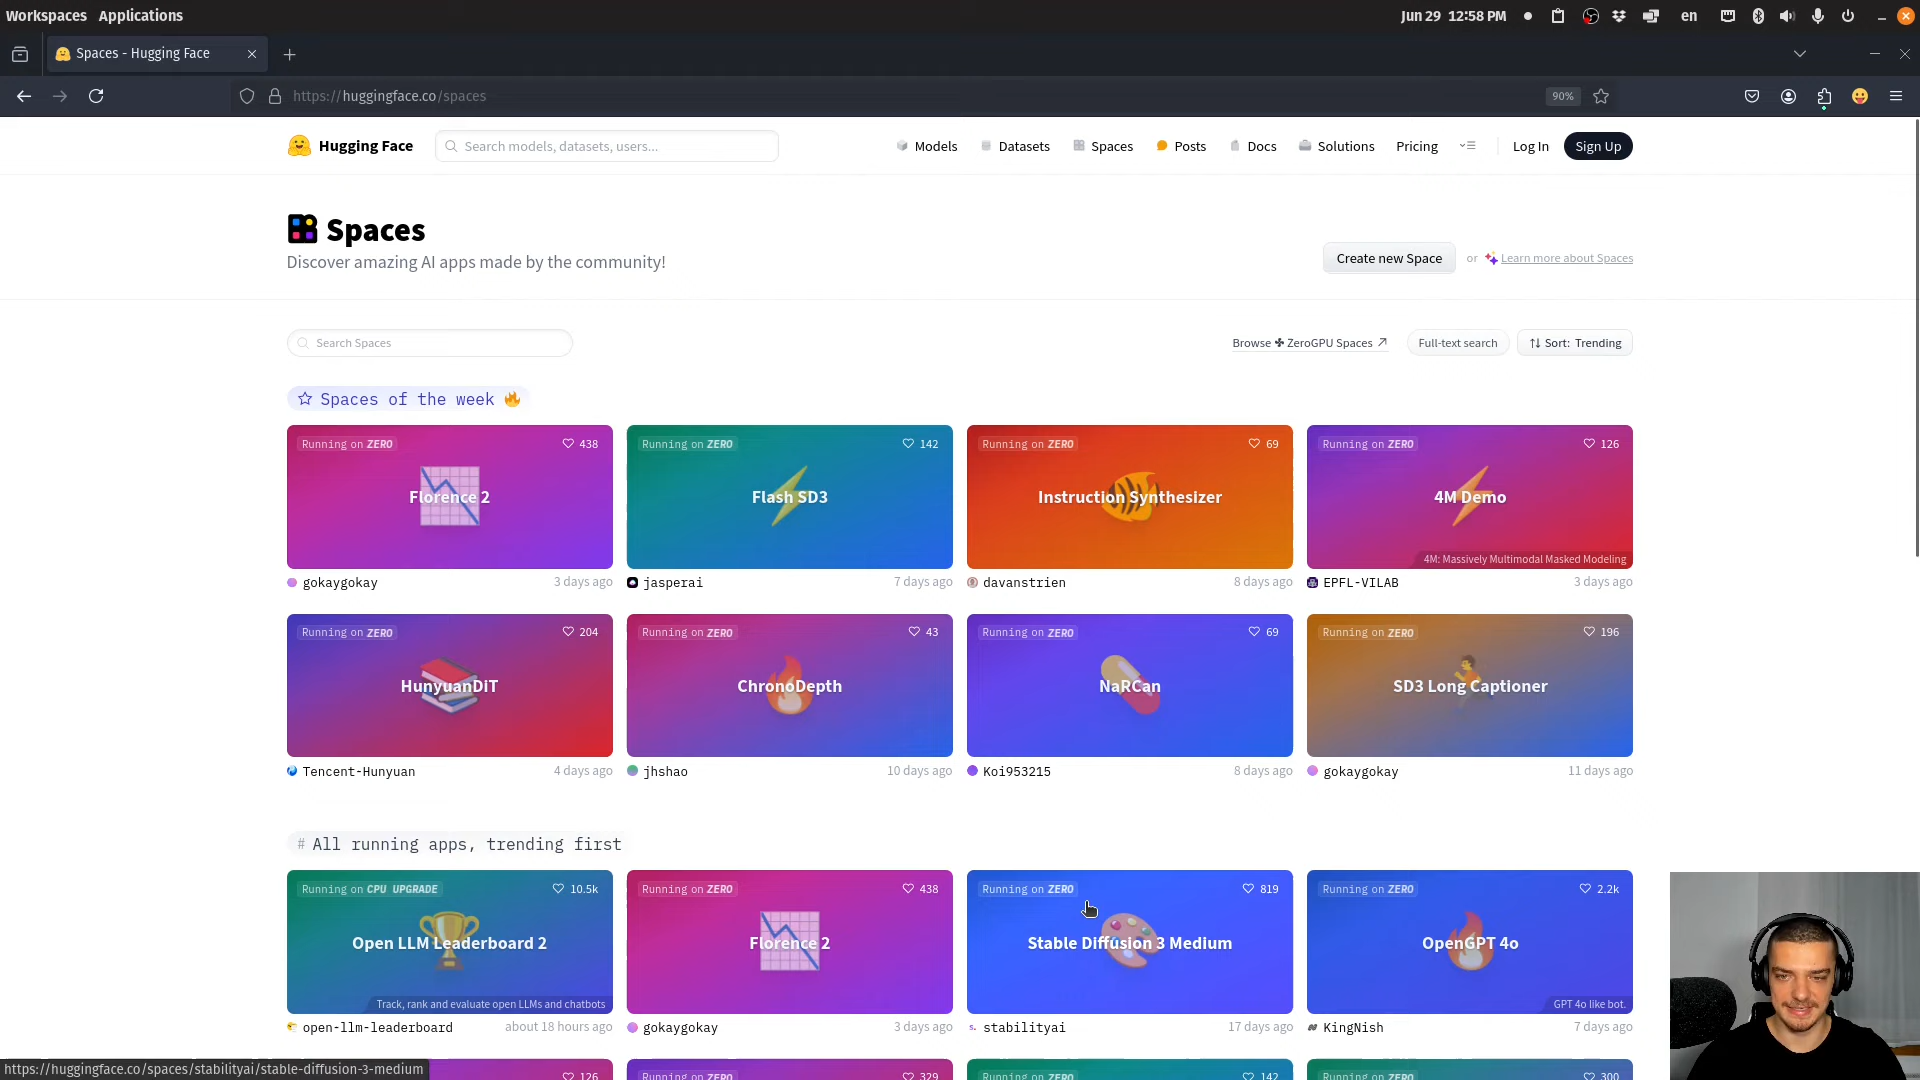 Workspaces Applications
Jun 29 12:58 PM
en
Spaces - Hugging Face
https://huggingface.co/spaces
90%
Hugging Face
Search models, datasets, users...
Models
Datasets
Spaces
Posts
Docs
Solutions
Pricing
Log In
Sign Up
Spaces
Discover amazing AI apps made by the community!
Create new Space
or
Learn more about Spaces
Search Spaces
Browse ZeroGPU Spaces
Full-text search
Sort: Trending
Spaces of the week
Running on ZERO 438
Florence 2
gokaygokay 3 days ago
Running on ZERO 142
Flash SD3
jasperai 7 days ago
Running on ZERO 69
Instruction Synthesizer
davanstrien 8 days ago
Running on ZERO 126
4M Demo
4M: Massively Multimodal Masked Modeling
EPFL-VILAB 3 days ago
Running on ZERO 204
HunyuanDiT
Tencent-Hunyuan 4 days ago
Running on ZERO 43
ChronoDepth
jhshao 10 days ago
Running on ZERO 69
NaRCan
Koi953215 8 days ago
Running on ZERO 196
SD3 Long Captioner
gokaygokay 11 days ago
# All running apps, trending first
Running on CPU UPGRADE 10.5k
Open LLM Leaderboard 2
Track, rank and evaluate open LLMs and chatbots
open-llm-leaderboard about 18 hours ago
Running on ZERO 438
Florence 2
gokaygokay 3 days ago
Running on ZERO 819
Stable Diffusion 3 Medium
stabilityai 17 days ago
Running on ZERO 2.2k
OpenGPT 4o
GPT 4o like bot.
KingNish 7 days ago
126
Running on ZERO 329
Running on ZERO 142
Running on ZERO 300
https://huggingface.co/spaces/stabilityai/stable-diffusion-3-medium